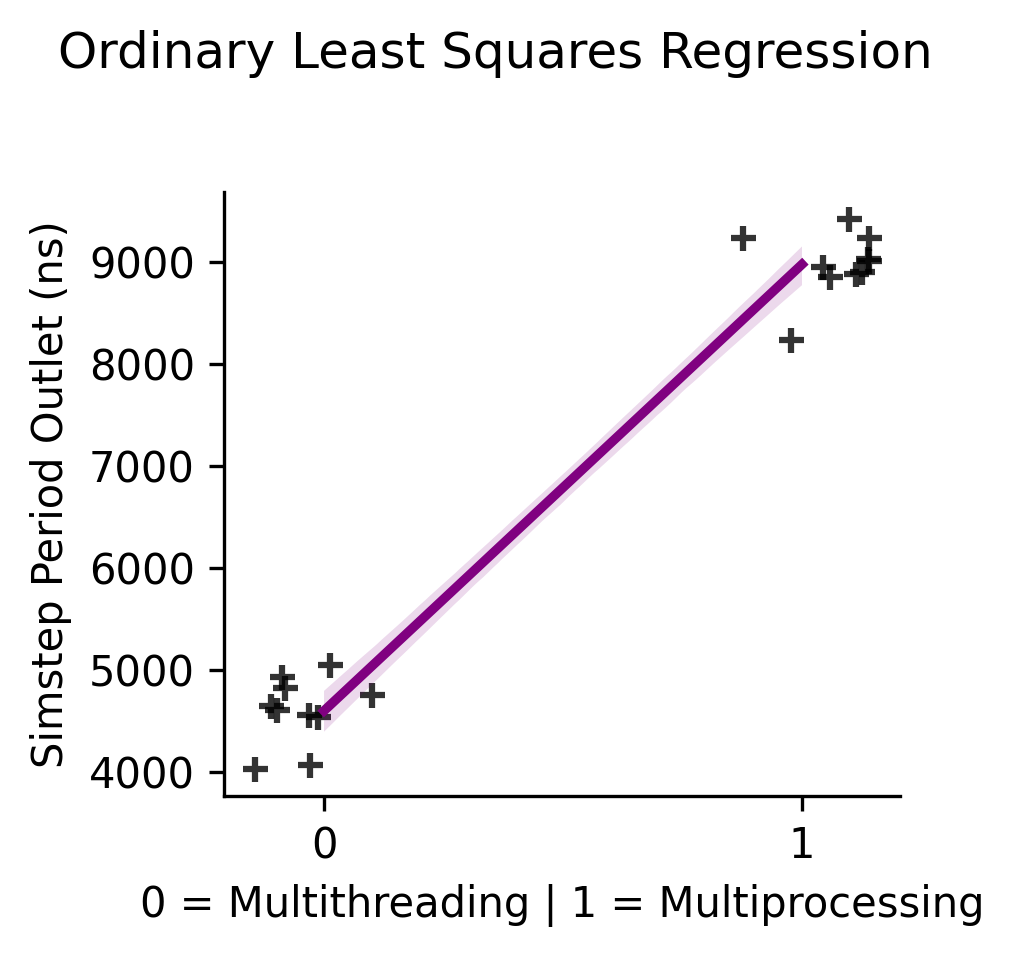 Ordinary Least Squares Regression
Simstep Period Outlet (ns)
9000
8000
7000
6000
5000
4000
0
1
0 = Multithreading | 1 = Multiprocessing